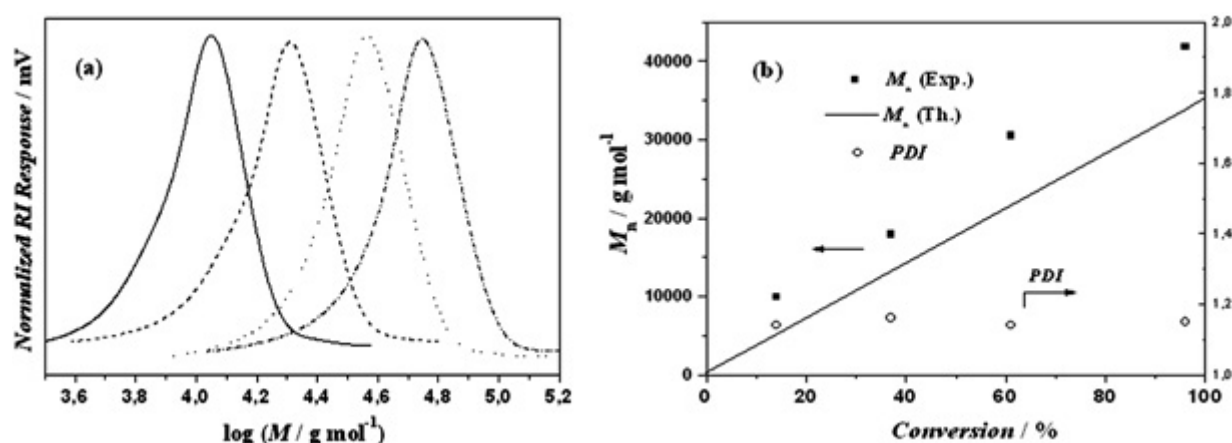 (a)
Normalized RI Response / mV
3,6 3,8 4,0 4,2 4,4 4,6 4,8 5,0 5,2
log (M / g mol⁻¹)
(b)
Mₙ (Exp.)
Mₙ (Th.)
PDI
PDI
Mₙ / g mol⁻¹
40000
30000
20000
10000
0
2,0
1,8
1,6
1,4
1,2
1,0
0 20 40 60 80 100
Conversion / %